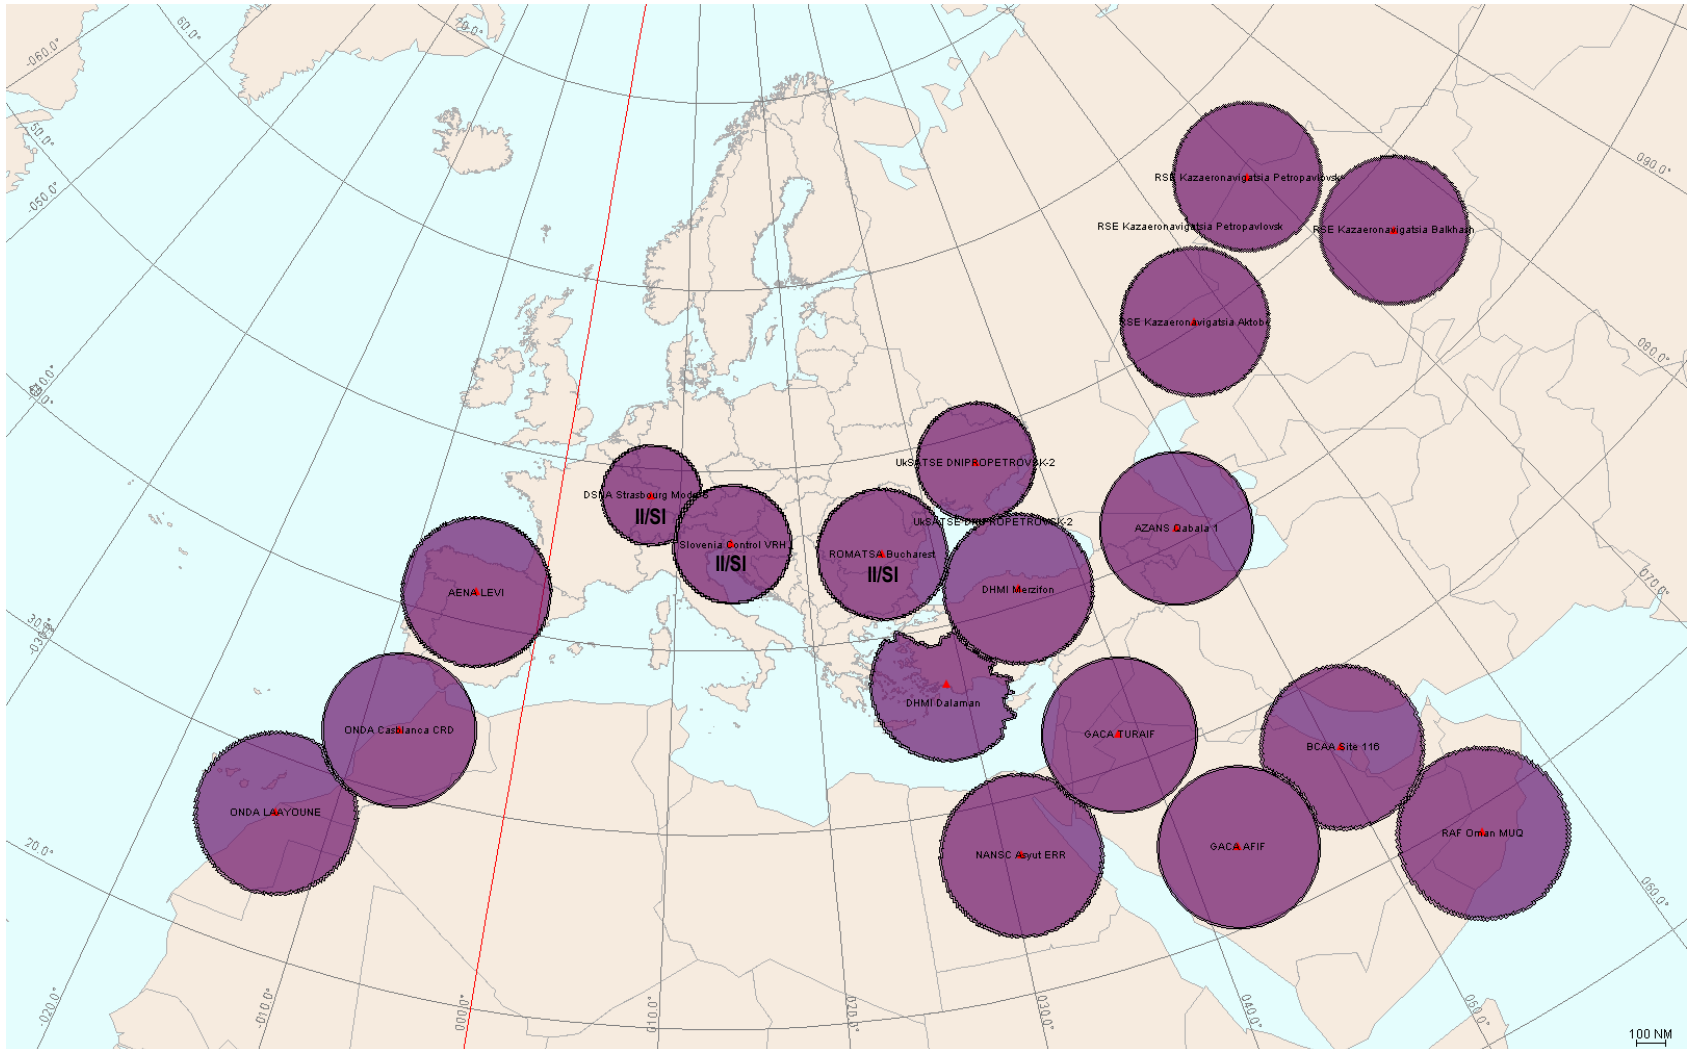 -060.0°
60.0°
70.0°
50.0°
-050.0°
090.0°
080.0°
070.0°
060.0°
30.0°
-030.0°
20.0°
-020.0°
-010.0°
000.0°
010.0°
020.0°
030.0°
040.0°
050.0°
RSE Kazaeronavigatsia Petropavlovsk
RSE Kazaeronavigatsia Petropavlovsk
RSE Kazaeronavigatsia Balkhash
RSE Kazaeronavigatsia Aktobe
UkSATSE DNIPROPETROVSK-2
DSNA Strasbourg Mode S
II/SI
UkSATSE DNIPROPETROVSK-2
AZANS Qabala 1
Slovenia Control VRH
II/SI
ROMATSA Bucharest
II/SI
AENA LEVI
DHMI Merzifon
DHMI Dalaman
ONDA Casblanca CRD
GACA TURAIF
BCAA Site 116
ONDA LAAYOUNE
RAF Oman MUQ
GACA AFIF
NANSC Asyut ERR
100 NM